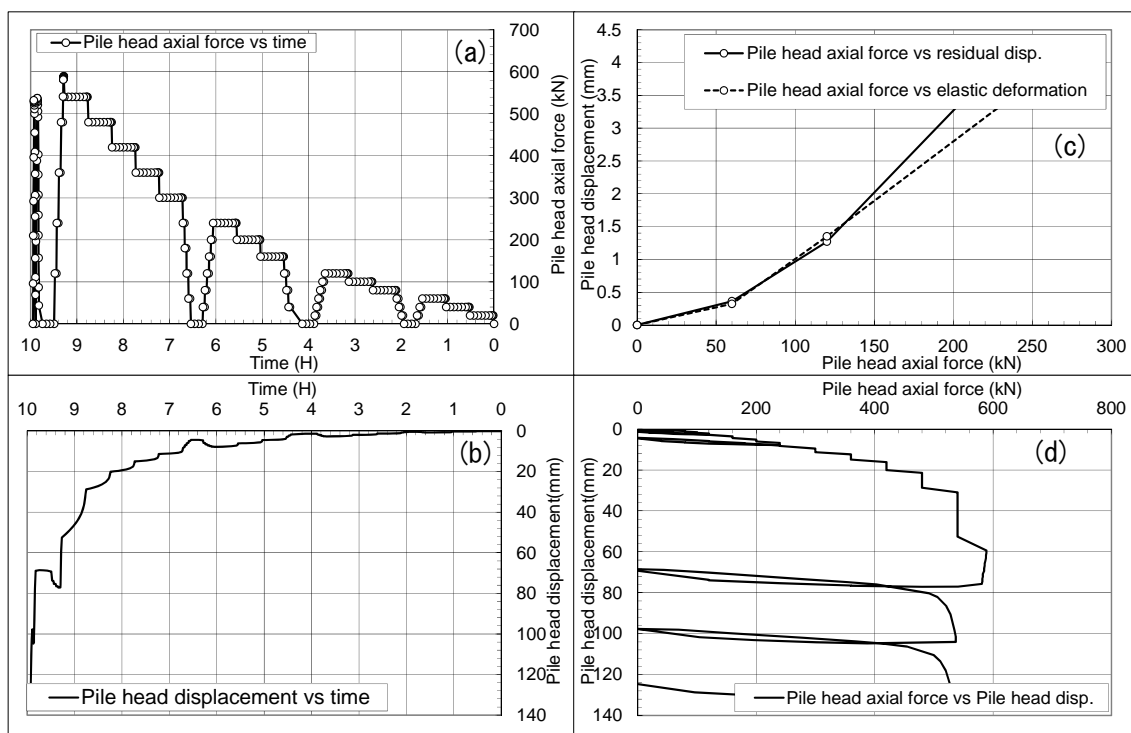 Pile head axial force vs time
(a)
700
600
500
400
300
200
100
0
Pile head axial force (kN)
10 9 8 7 6 5 4 3 2 1 0
Time (H)
4.5
4
3.5
3
2.5
2
1.5
1
0.5
0
Pile head displacement (mm)
Pile head axial force vs residual disp.
Pile head axial force vs elastic deformation
(c)
0 50 100 150 200 250 300
Pile head axial force (kN)
Time (H)
10 9 8 7 6 5 4 3 2 1 0
(b)
0
20
40
60
80
100
120
140
Pile head displacement(mm)
Pile head displacement vs time
Pile head axial force (kN)
0 200 400 600 800
(d)
0
20
40
60
80
100
120
140
Pile head displacement(mm)
Pile head axial force vs Pile head disp.